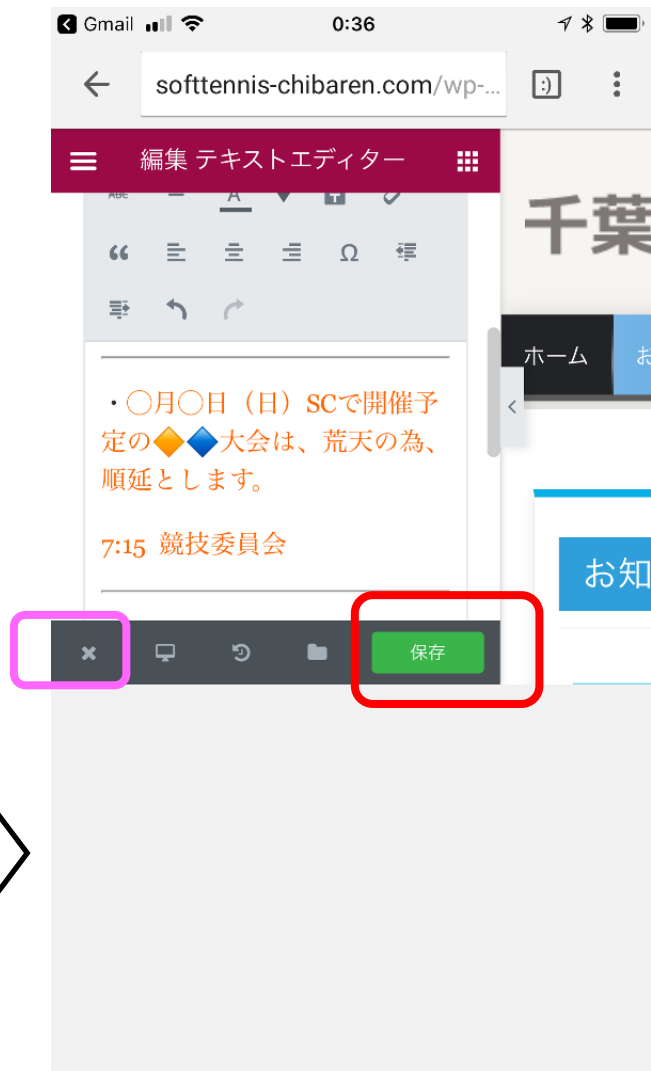 Gmail
0:36
softtennis-chibaren.com/wp-...
:)
編集 テキストエディター
ABC
A
Ω
千葉
ホーム
お
・〇月〇日（日）SCで開催予
定の🔶🔷大会は、荒天の為、
順延とします。
7:15 競技委員会
お知
保存